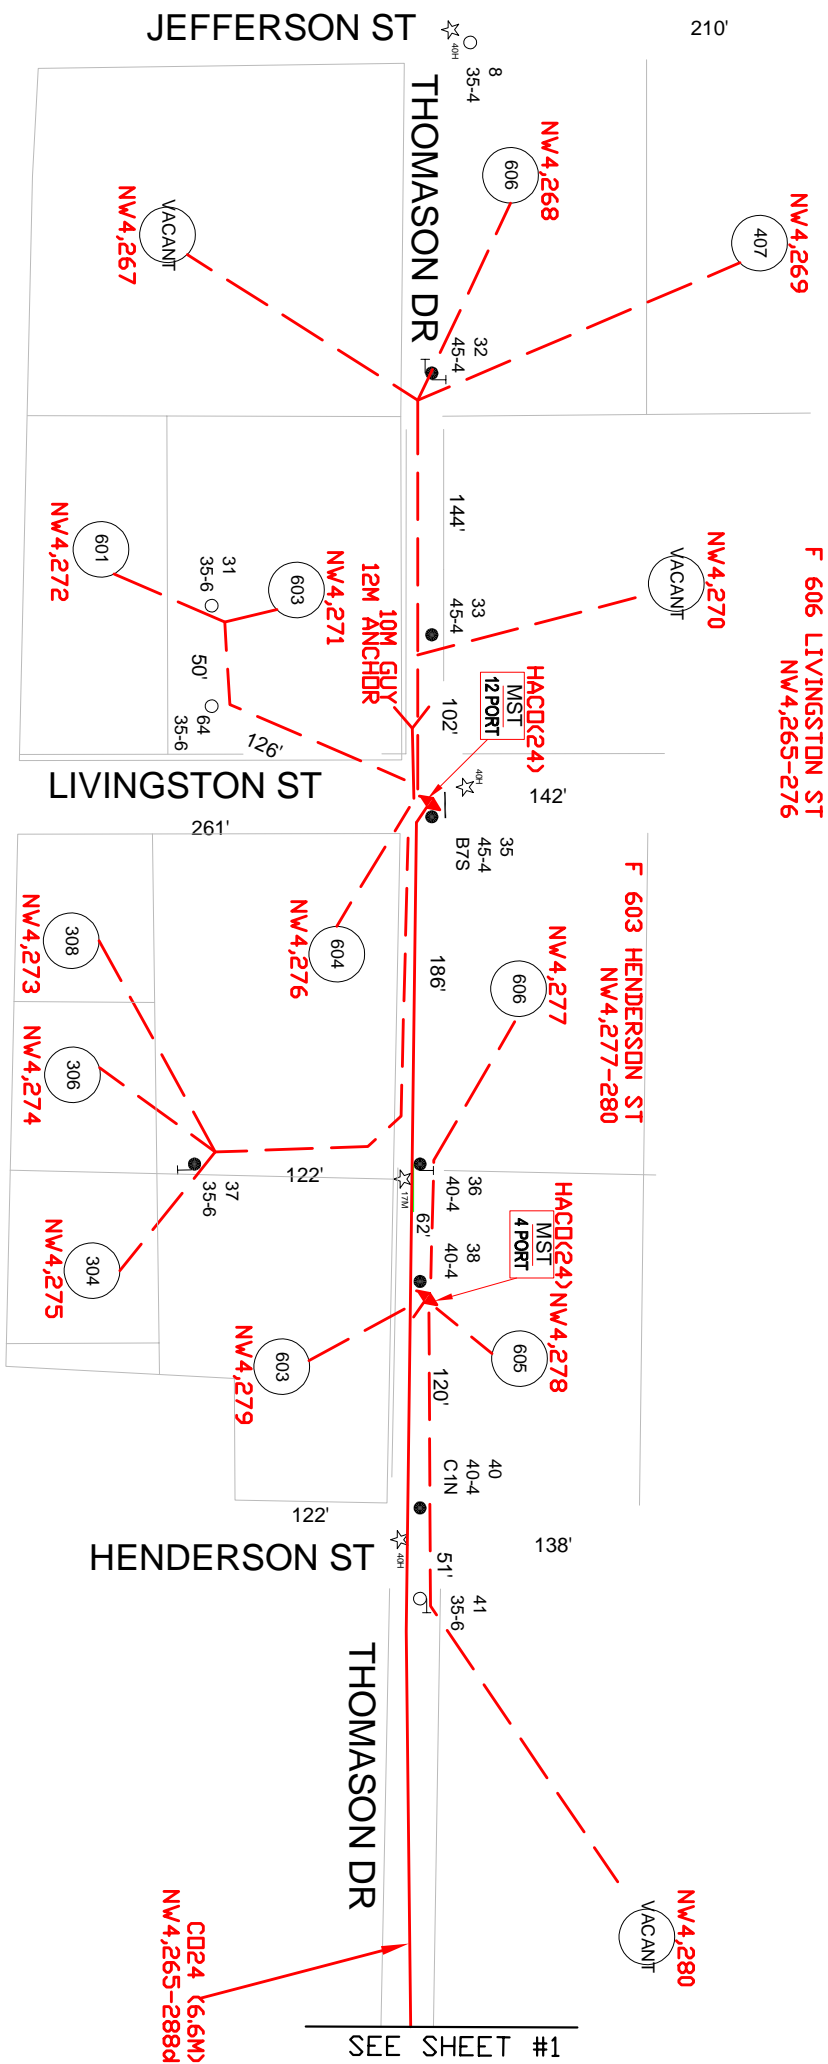 JEFFERSON ST
40H
8
35-4
210'
THOMASON DR
NW4,268
606
NW4,269
407
VACANT
NW4,267
32
45-4
144'
33
45-4
NW4,270
VACANT
F 606 LIVINGSTON ST
NW4,265-276
601
NW4,272
31
35-6
603
NW4,271
10M GUY
12M ANCHOR
50'
64
35-6
126'
102'
HACO(24)
MST
12 PORT
LIVINGSTON ST
40H
142'
261'
35
45-4
B7S
F 603 HENDERSON ST
NW4,277-280
308
NW4,273
604
NW4,276
186'
606
NW4,277
306
NW4,274
122'
37
35-6
17M
36
40-4
62'
38
40-4
HACO(24)
MST
4 PORT
NW4,278
605
304
NW4,275
603
NW4,279
120'
40
40-4
C1N
122'
138'
HENDERSON ST
40H
51'
41
35-6
THOMASON DR
NW4,280
VACANT
CO24 (6.6M)
NW4,265-288d
SEE SHEET #1